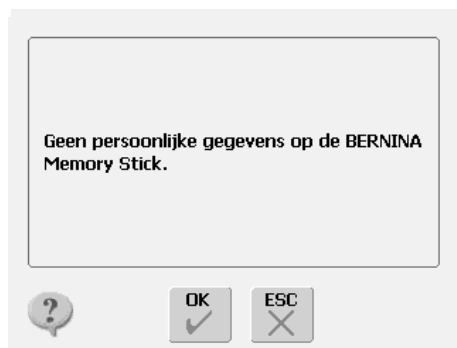 Geen persoonlijke gegevens op de BERNINA
Memory Stick.
?
OK
ESC